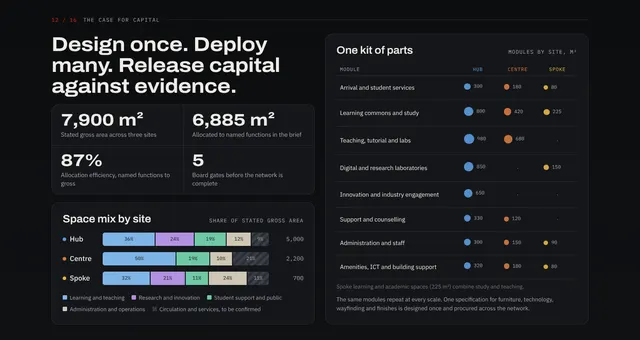 12 / 16 THE CASE FOR CAPITAL
Design once. Deploy
many. Release capital
against evidence.
7,900 m²
Stated gross area across three sites
6,885 m²
Allocated to named functions in the brief
87%
Allocation efficiency, named functions to
gross
5
Board gates before the network is
complete
Space mix by site
SHARE OF STATED GROSS AREA
Hub 36% 24% 19% 12% 5,000
Centre 19% 10% 2,200
Spoke 32% 21% 11% 24% 700
Learning and teaching
Research and innovation
Student support and public
Administration and operations
Circulation and services, to be confirmed
One kit of parts
MODULES BY SITE, M²
MODULE HUB CENTRE SPOKE
Arrival and student services 300 180 80
Learning commons and study 800 420 225
Teaching, tutorial and labs 980 680 -
Digital and research laboratories 850 - 150
Innovation and industry engagement 650 - -
Support and counselling 330 120 -
Administration and staff 300 150 90
Amenities, ICT and building support 320 180 80
Spoke learning and academic spaces (225 m²) combine study and teaching.
The same modules repeat at every scale. One specification for furniture, technology,
wayfinding and finishes is designed once and procured across the network.